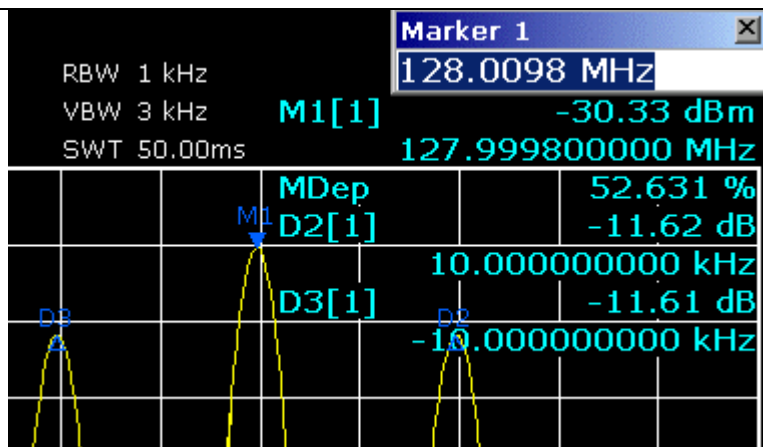 Marker 1
128.0098 MHz
RBW 1 kHz
VBW 3 kHz M1[1] -30.33 dBm
SWT 50.00ms 127.999800000 MHz
MDep 52.631 %
M1
D2[1] -11.62 dB
10.000000000 kHz
D3[1] -11.61 dB
D3 D2
-10.000000000 kHz